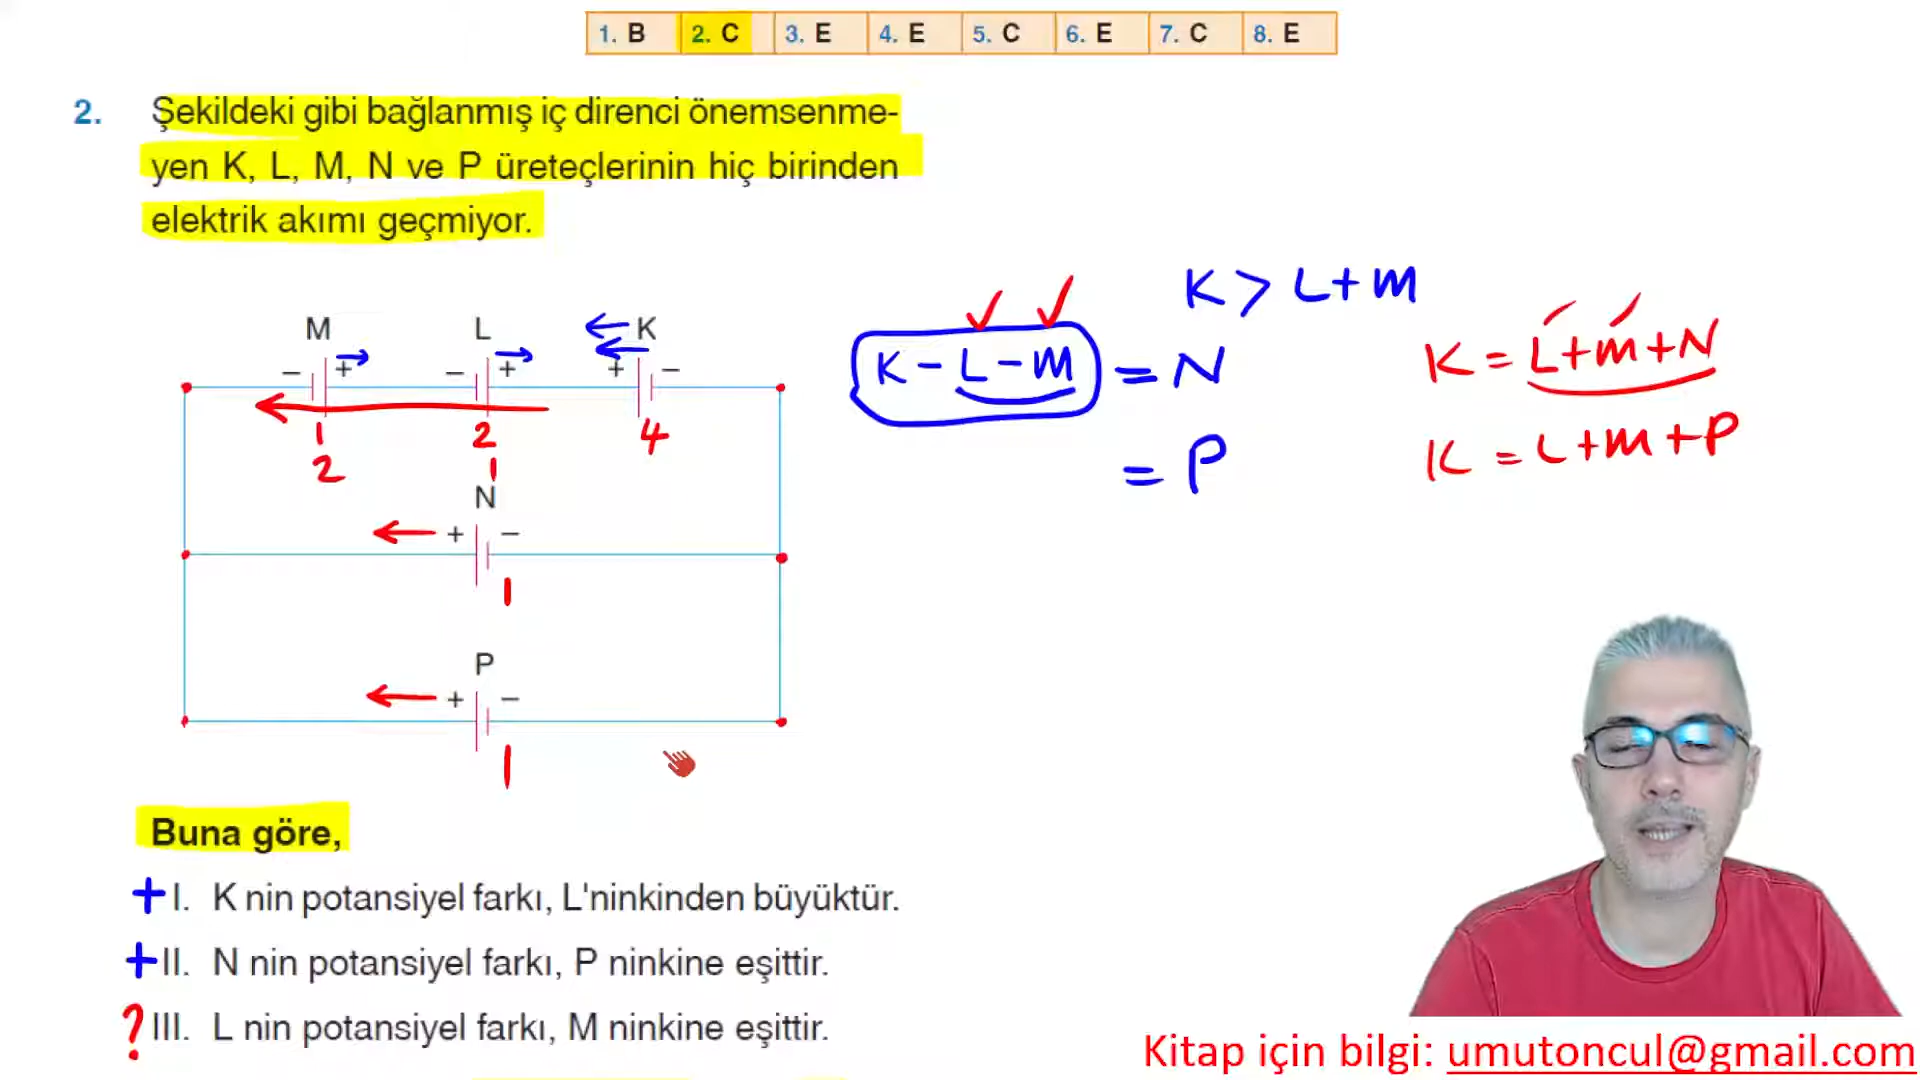 1. B 2. C 3. E 4. E 5. C 6. E 7. C 8. E
2. Şekildeki gibi bağlanmış iç direnci önemsenme-
yen K, L, M, N ve P üreteçlerinin hiç birinden
elektrik akımı geçmiyor.
K > L+M
M L K
− + − + + −
K − L − M = N
K = L+M+N
1 2 4
2 1
= P
K = L+M+P
N
+ −
1
P
+ −
1
Buna göre,
+ I. K nin potansiyel farkı, L'ninkinden büyüktür.
+ II. N nin potansiyel farkı, P ninkine eşittir.
? III. L nin potansiyel farkı, M ninkine eşittir.
Kitap için bilgi: umutoncul@gmail.com